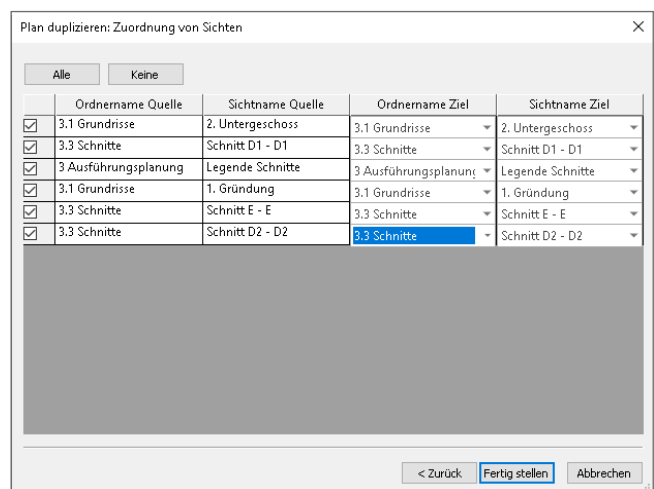 Plan duplizieren: Zuordnung von Sichten
Alle Keine
Ordnername Quelle Sichtname Quelle Ordnername Ziel Sichtname Ziel
3.1 Grundrisse 2. Untergeschoss 3.1 Grundrisse 2. Untergeschoss
3.3 Schnitte Schnitt D1 - D1 3.3 Schnitte Schnitt D1 - D1
3 Ausführungsplanung Legende Schnitte 3 Ausführungsplanung Legende Schnitte
3.1 Grundrisse 1. Gründung 3.1 Grundrisse 1. Gründung
3.3 Schnitte Schnitt E - E 3.3 Schnitte Schnitt E - E
3.3 Schnitte Schnitt D2 - D2 3.3 Schnitte Schnitt D2 - D2
< Zurück Fertig stellen Abbrechen